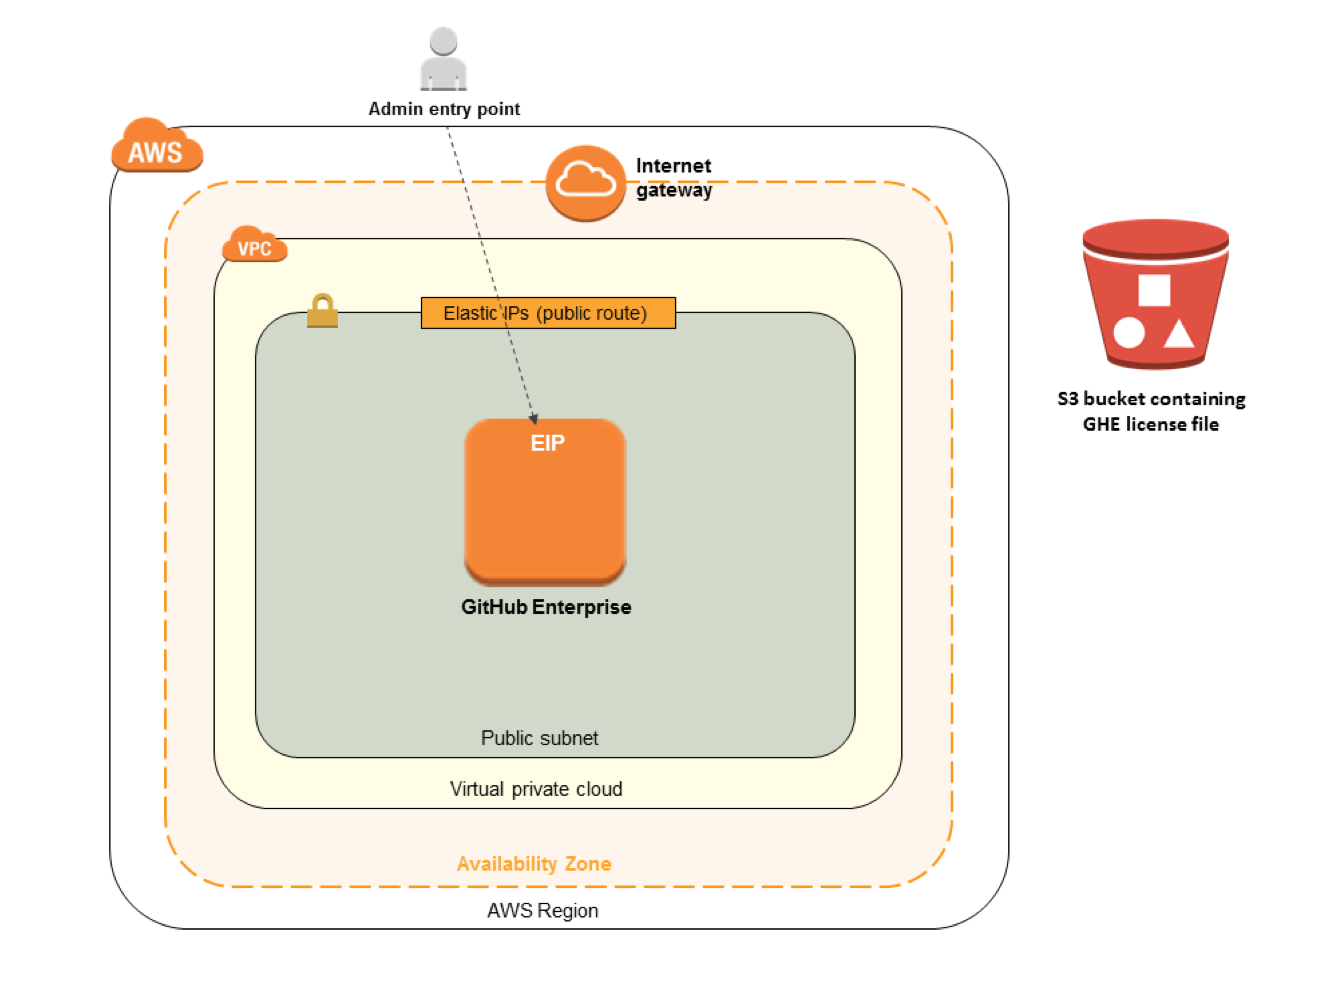 Admin entry point
AWS
Internet
gateway
VPC
Elastic IPs (public route)
EIP
GitHub Enterprise
Public subnet
Virtual private cloud
Availability Zone
AWS Region
S3 bucket containing
GHE license file